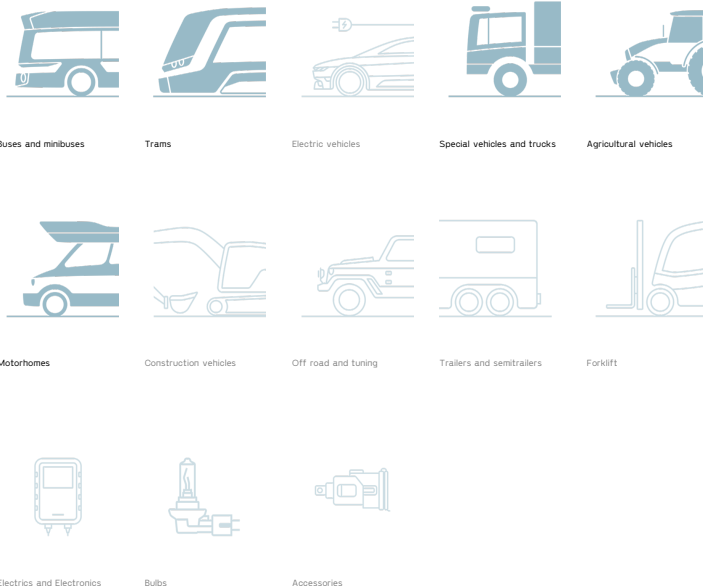 Buses and minibuses
Trams
Electric vehicles
Special vehicles and trucks
Agricultural vehicles
Motorhomes
Construction vehicles
Off road and tuning
Trailers and semitrailers
Forklift
Electrics and Electronics
Bulbs
Accessories